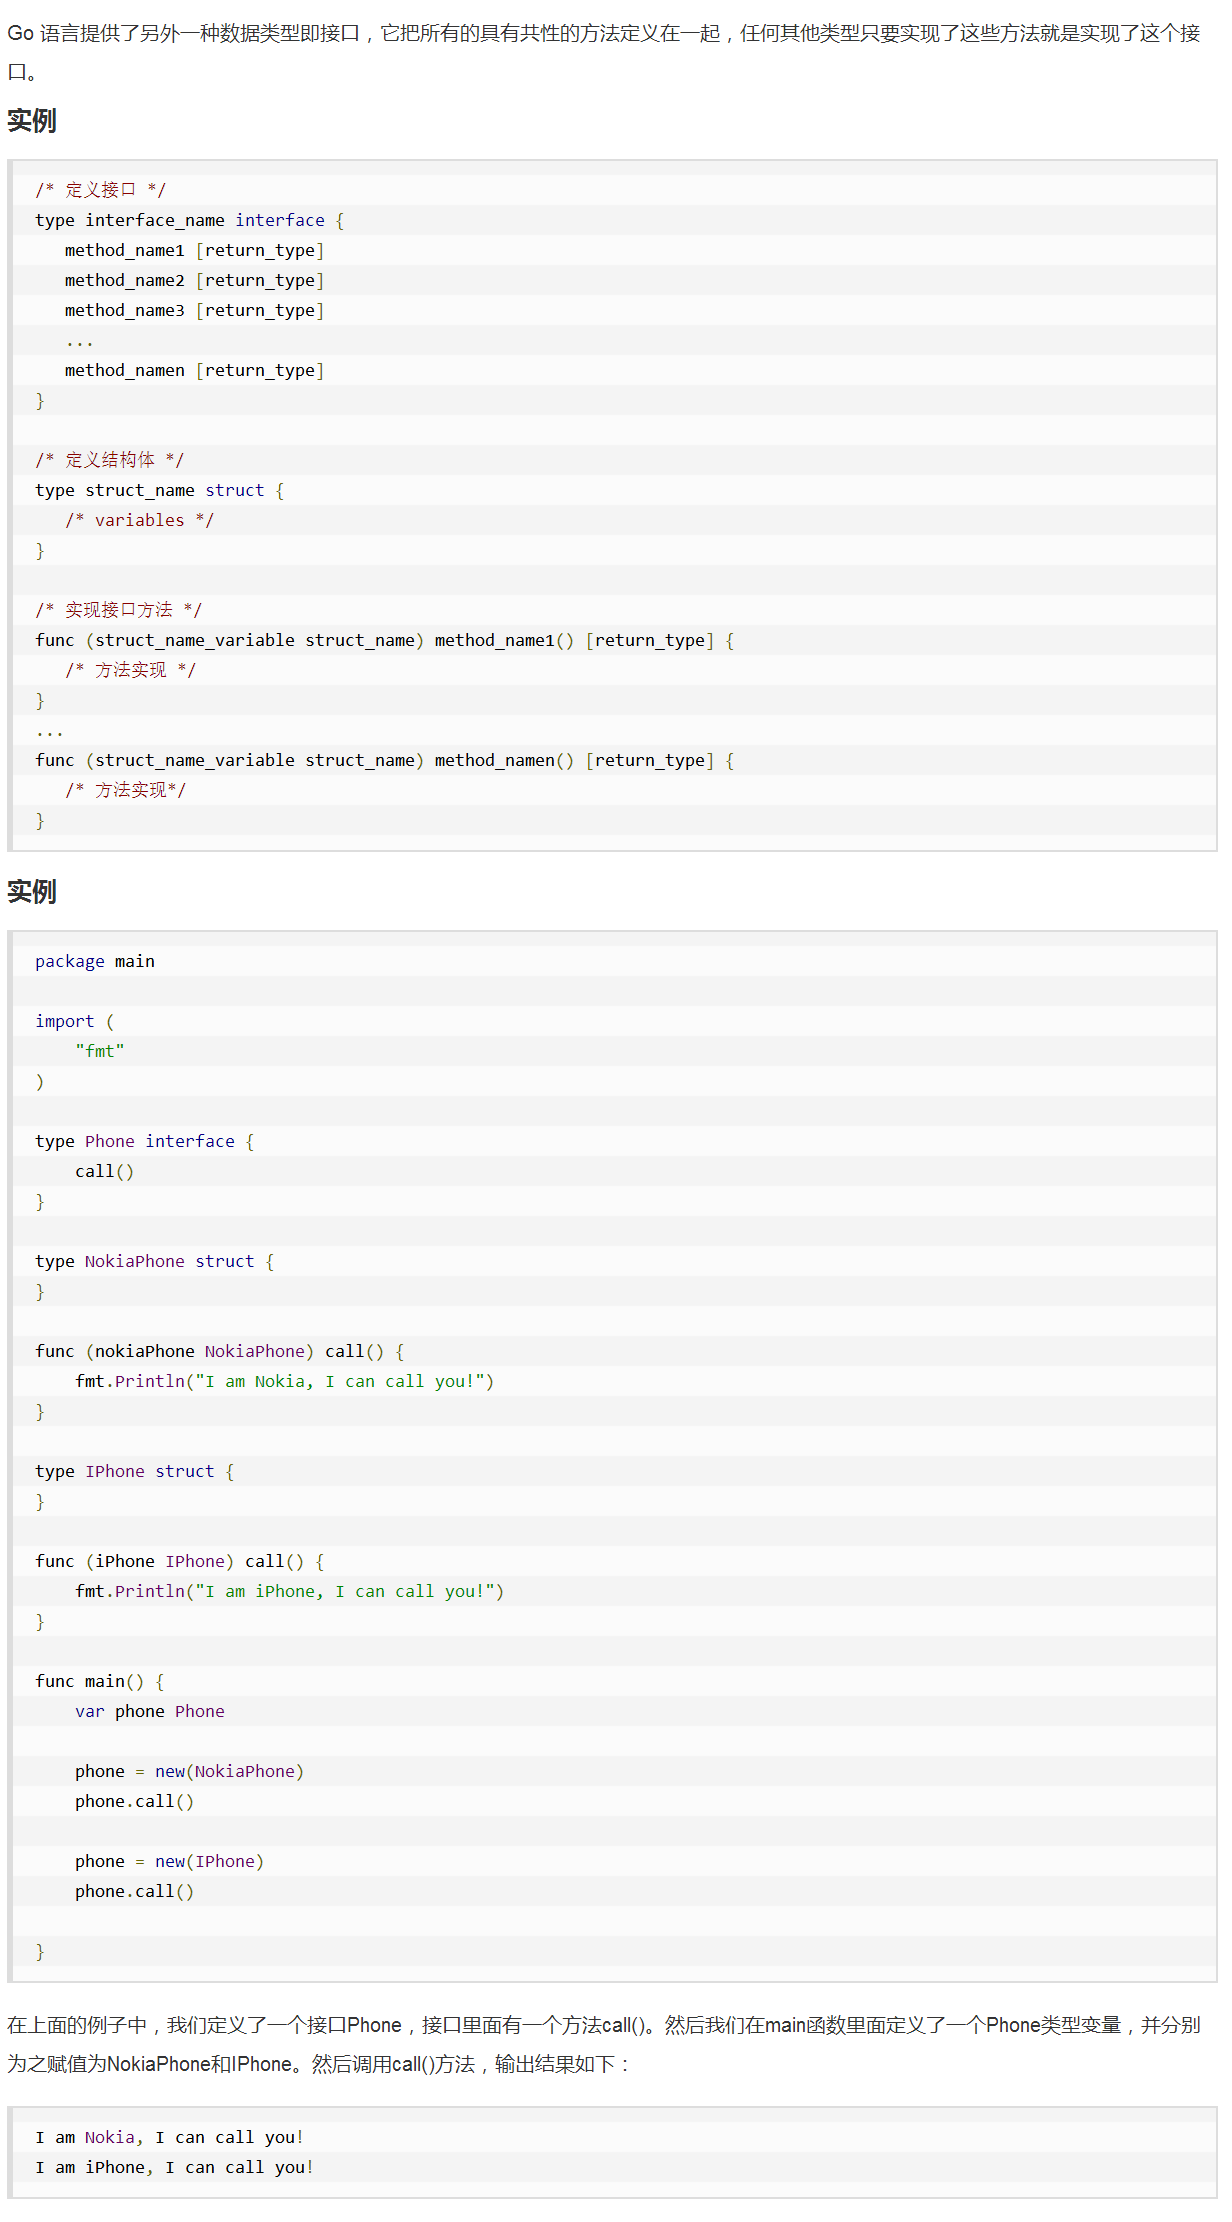 Go 语言提供了另外一种数据类型即接口，它把所有的具有共性的方法定义在一起，任何其他类型只要实现了这些方法就是实现了这个接
口。
实例
/* 定义接口 */
type interface_name interface {
   method_name1 [return_type]
   method_name2 [return_type]
   method_name3 [return_type]
   ...
   method_namen [return_type]
}
/* 定义结构体 */
type struct_name struct {
   /* variables */
}
/* 实现接口方法 */
func (struct_name_variable struct_name) method_name1() [return_type] {
   /* 方法实现 */
}
...
func (struct_name_variable struct_name) method_namen() [return_type] {
   /* 方法实现*/
}
实例
package main
import (
    "fmt"
)
type Phone interface {
    call()
}
type NokiaPhone struct {
}
func (nokiaPhone NokiaPhone) call() {
    fmt.Println("I am Nokia, I can call you!")
}
type IPhone struct {
}
func (iPhone IPhone) call() {
    fmt.Println("I am iPhone, I can call you!")
}
func main() {
    var phone Phone
    phone = new(NokiaPhone)
    phone.call()
    phone = new(IPhone)
    phone.call()
}
在上面的例子中，我们定义了一个接口Phone，接口里面有一个方法call()。然后我们在main函数里面定义了一个Phone类型变量，并分别
为之赋值为NokiaPhone和IPhone。然后调用call()方法，输出结果如下：
I am Nokia, I can call you!
I am iPhone, I can call you!